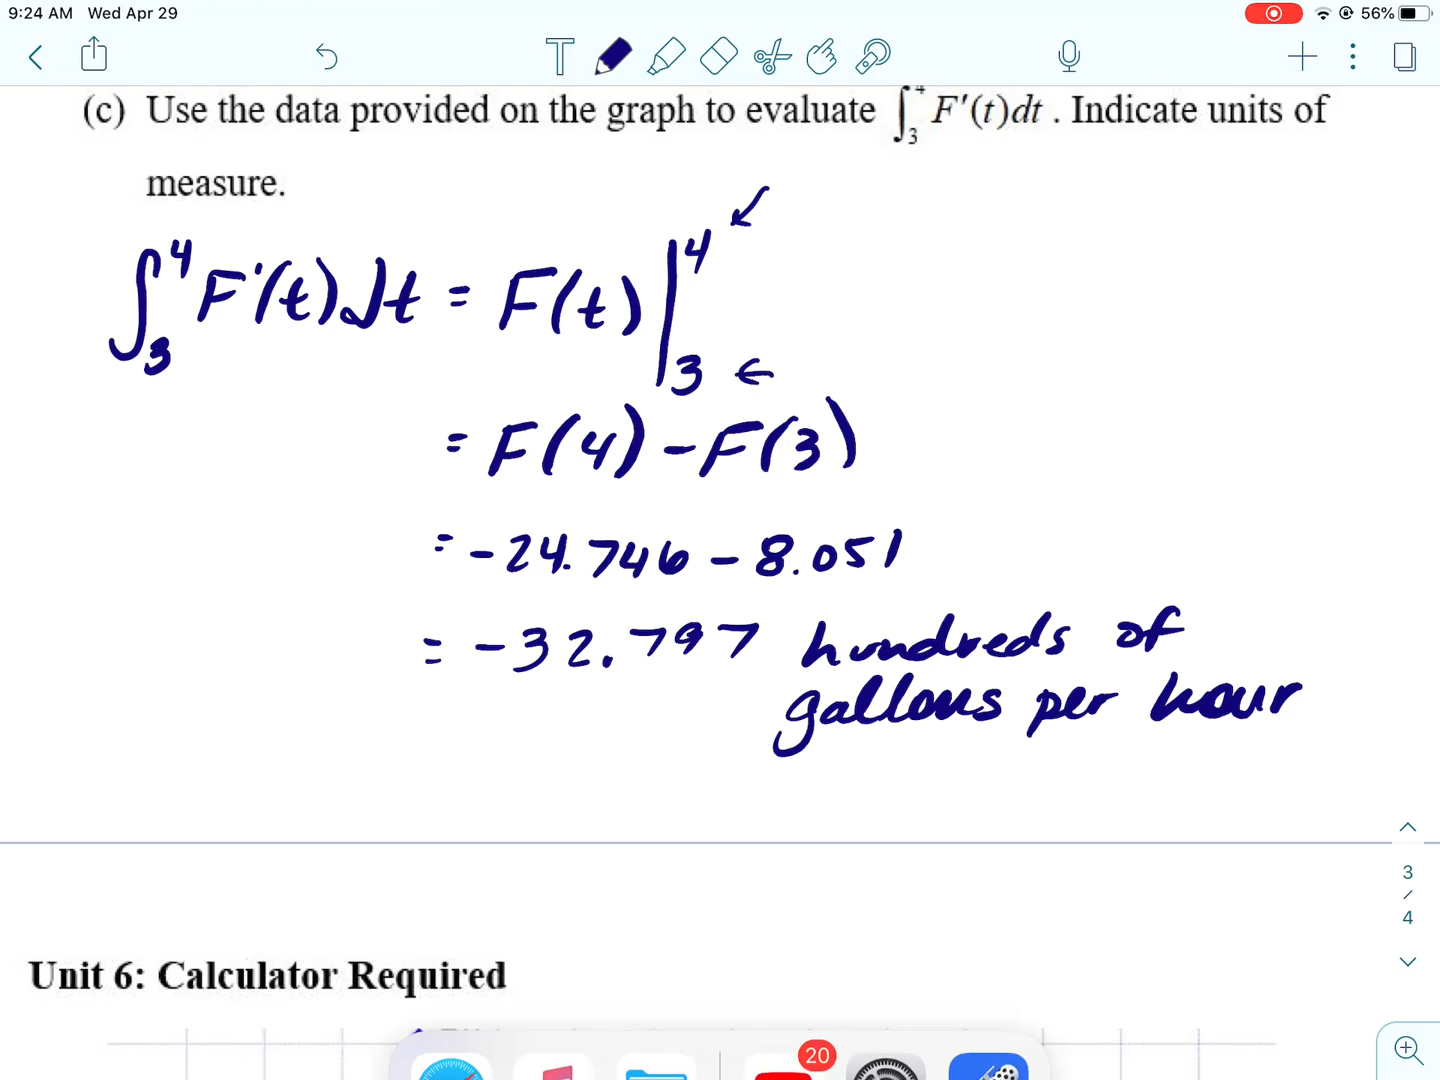 9:24 AM Wed Apr 29 56%
(c) Use the data provided on the graph to evaluate ∫₃⁴ F′(t)dt . Indicate units of
measure.
∫₃⁴ F'(t)dt = F(t)|₃⁴
= F(4) - F(3)
= -24.746 - 8.051
= -32.797 hundreds of
gallons per hour
3
/
4
Unit 6: Calculator Required
20